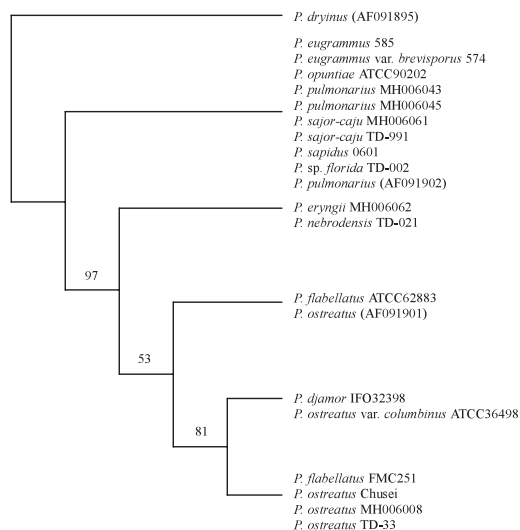 P. dryinus (AF091895)
P. eugrammus 585
P. eugrammus var. brevisporus 574
P. opuntiae ATCC90202
P. pulmonarius MH006043
P. pulmonarius MH006045
P. sajor-caju MH006061
P. sajor-caju TD-991
P. sapidus 0601
P. sp. florida TD-002
P. pulmonarius (AF091902)
P. eryngii MH006062
P. nebrodensis TD-021
97
P. flabellatus ATCC62883
P. ostreatus (AF091901)
53
P. djamor IFO32398
P. ostreatus var. columbinus ATCC36498
81
P. flabellatus FMC251
P. ostreatus Chusei
P. ostreatus MH006008
P. ostreatus TD-33